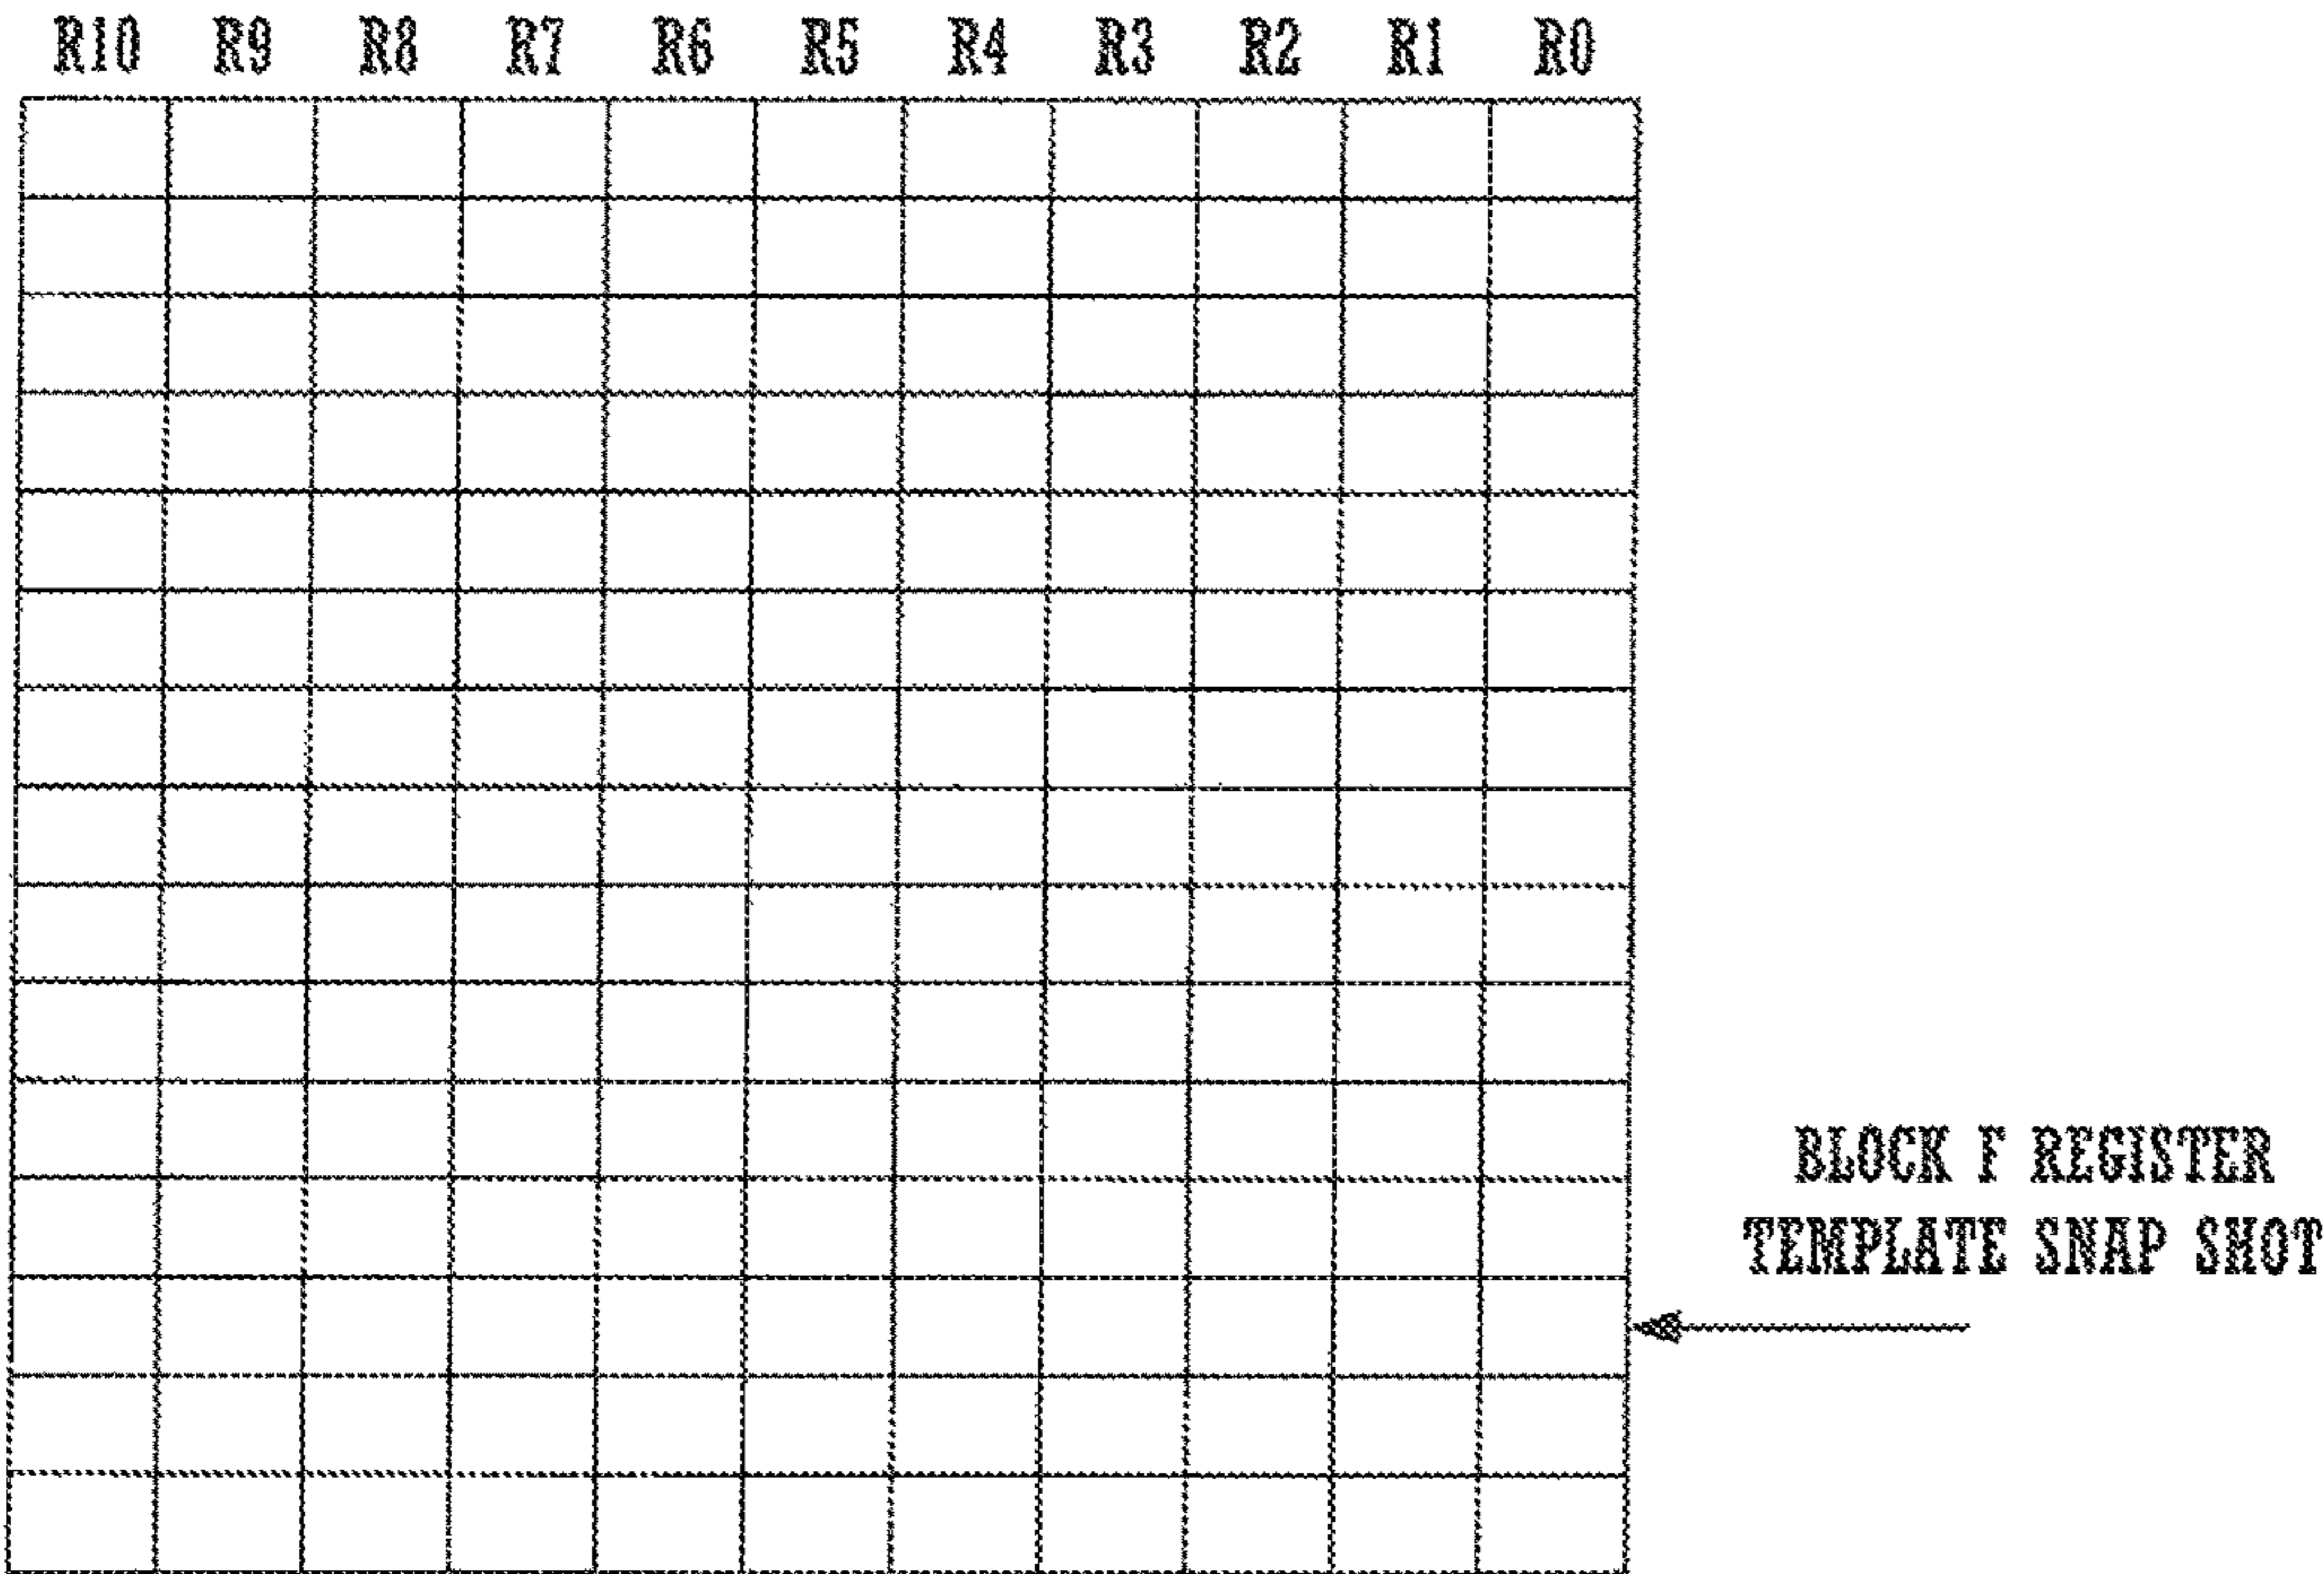 R10 R9 R8 R7 R6 R5 R4 R3 R2 R1 R0
BLOCK F REGISTER
TEMPLATE SNAP SHOT